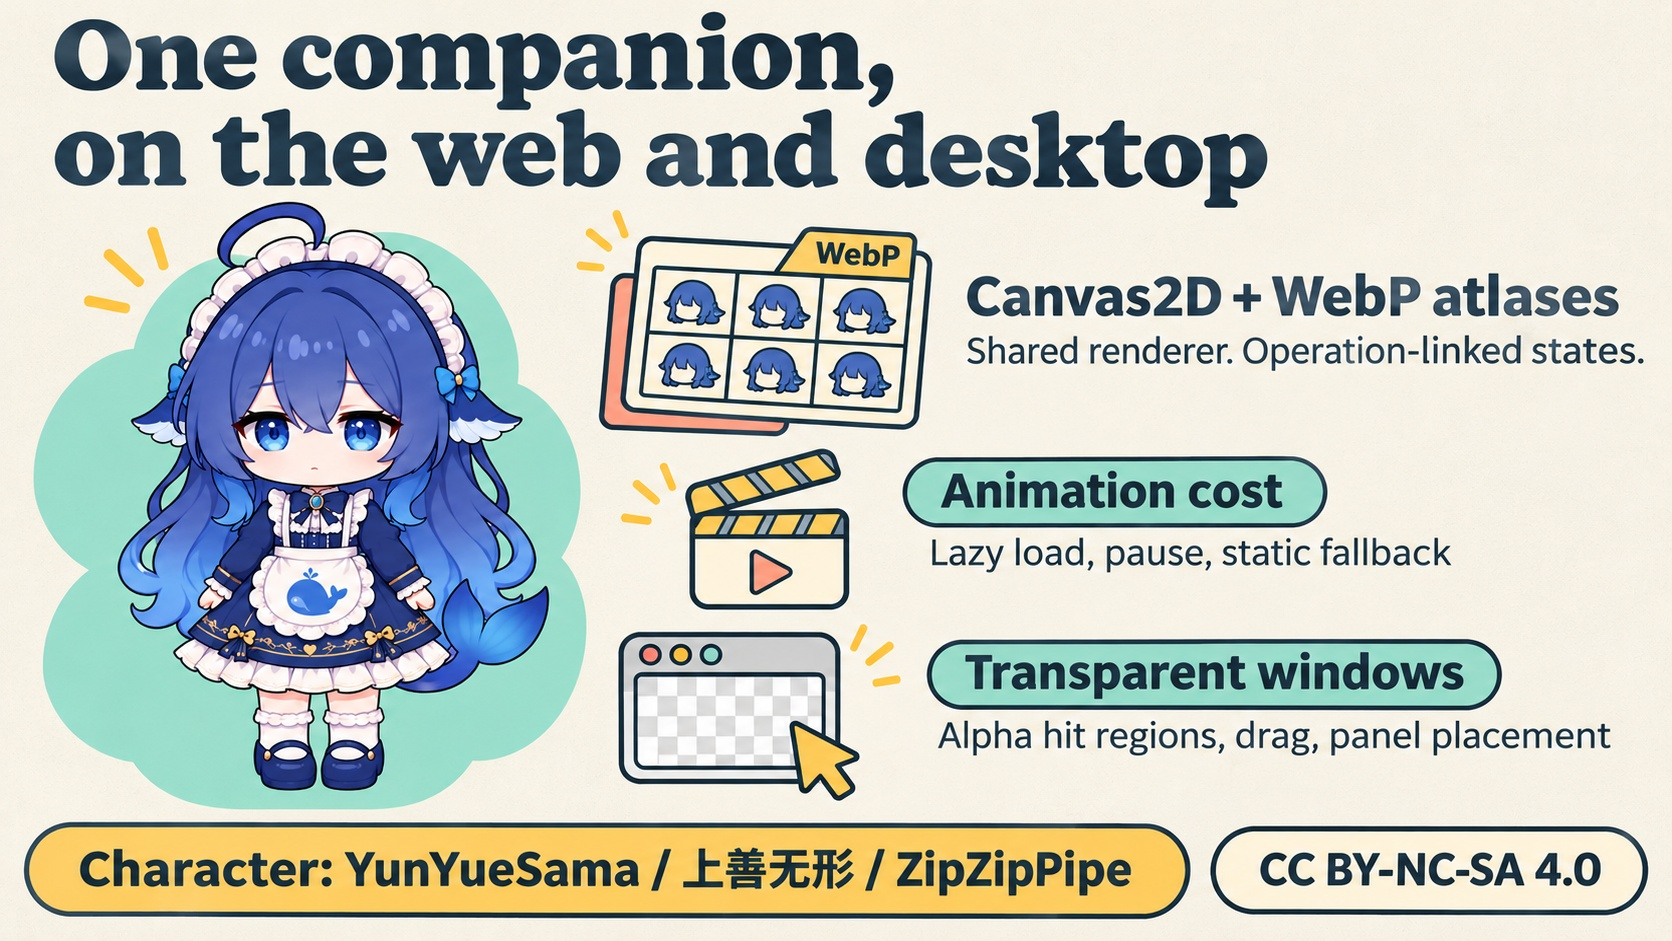 One companion,
on the web and desktop
WebP
Canvas2D + WebP atlases
Shared renderer. Operation-linked states.
Animation cost
Lazy load, pause, static fallback
Transparent windows
Alpha hit regions, drag, panel placement
Character: YunYueSama / 上善无形 / ZipZipPipe
CC BY-NC-SA 4.0